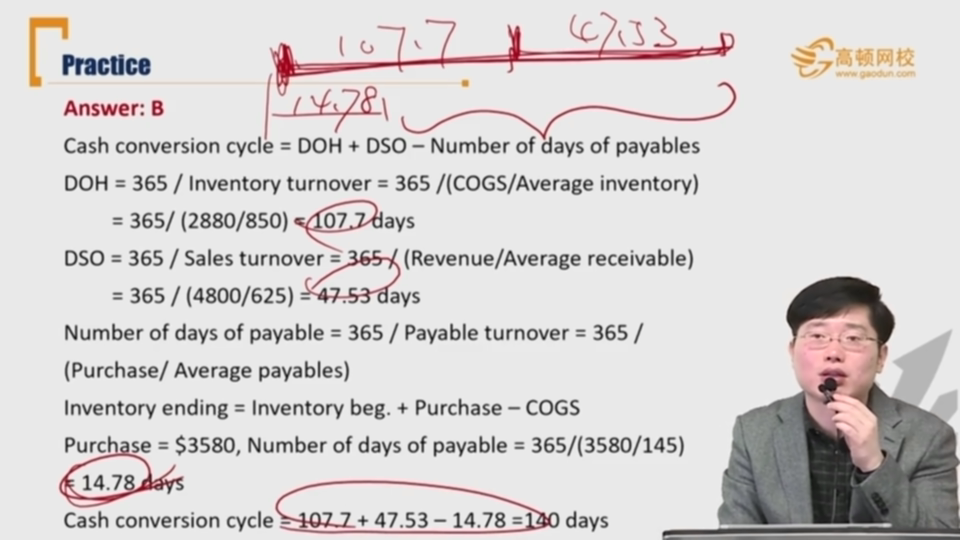 107.7 47.53
Practice
高顿网校
www.gaodun.com
14.78
Answer: B
Cash conversion cycle = DOH + DSO – Number of days of payables
DOH = 365 / Inventory turnover = 365 /(COGS/Average inventory)
= 365/ (2880/850) = 107.7 days
DSO = 365 / Sales turnover = 365 / (Revenue/Average receivable)
= 365 / (4800/625) = 47.53 days
Number of days of payable = 365 / Payable turnover = 365 /
(Purchase/ Average payables)
Inventory ending = Inventory beg. + Purchase – COGS
Purchase = $3580, Number of days of payable = 365/(3580/145)
= 14.78 days
Cash conversion cycle = 107.7 + 47.53 – 14.78 =140 days